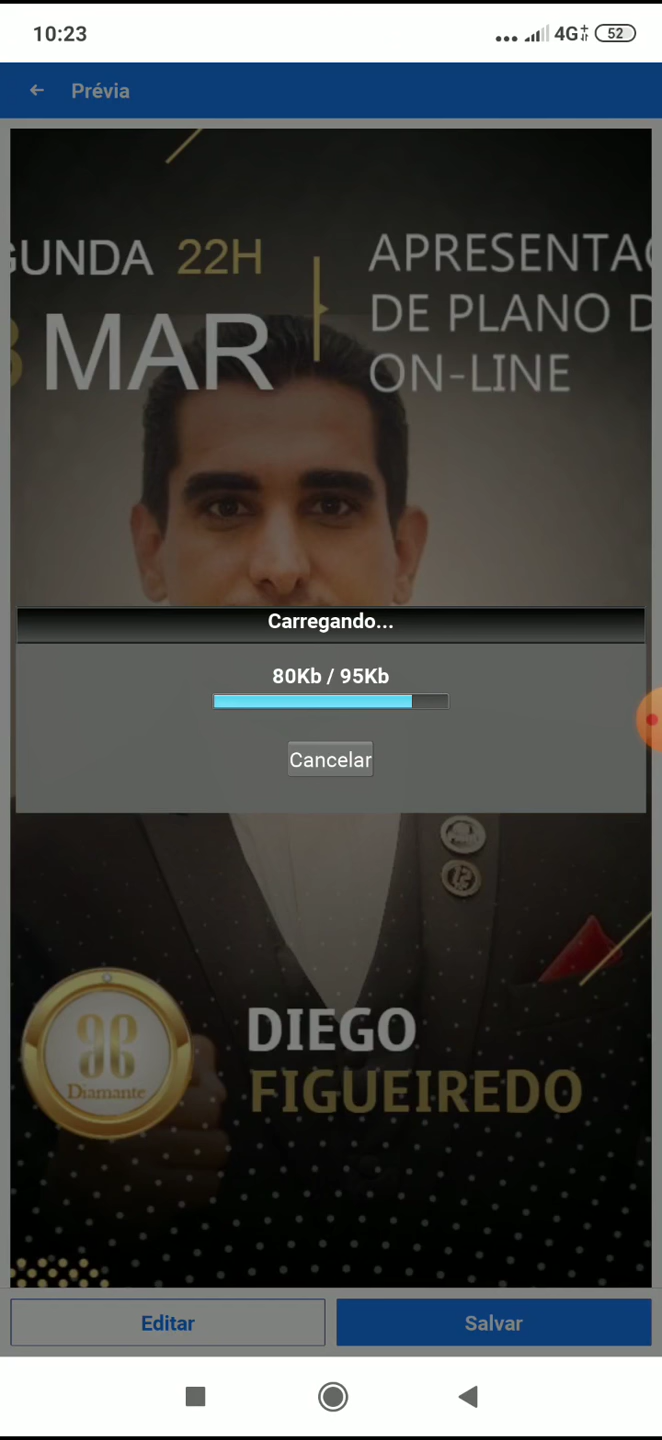 10:23
4G+
52
Prévia
GUNDA 22H
MAR
APRESENTAÇ
DE PLANO D
ON-LINE
Carregando...
80Kb / 95Kb
Cancelar
Diamante
DIEGO
FIGUEIREDO
Editar
Salvar